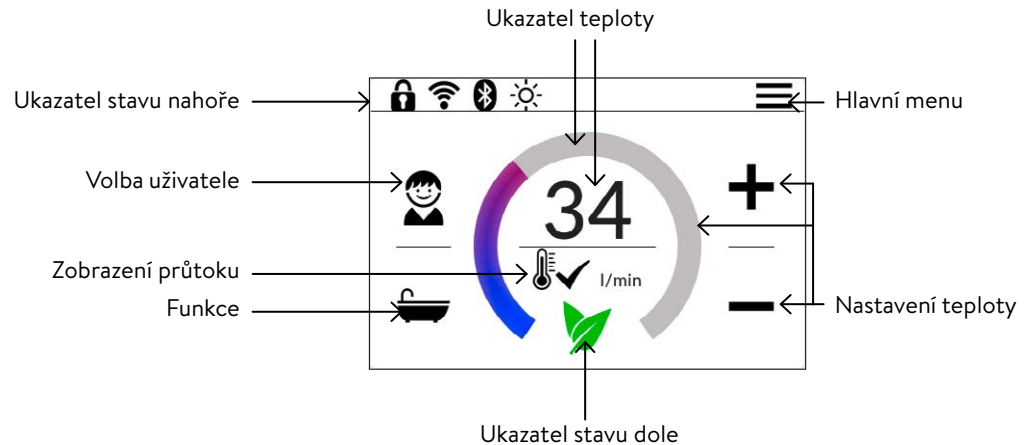 Ukazatel teploty
Ukazatel stavu nahoře
Hlavní menu
Volba uživatele
34
Zobrazení průtoku
l/min
Funkce
Nastavení teploty
Ukazatel stavu dole